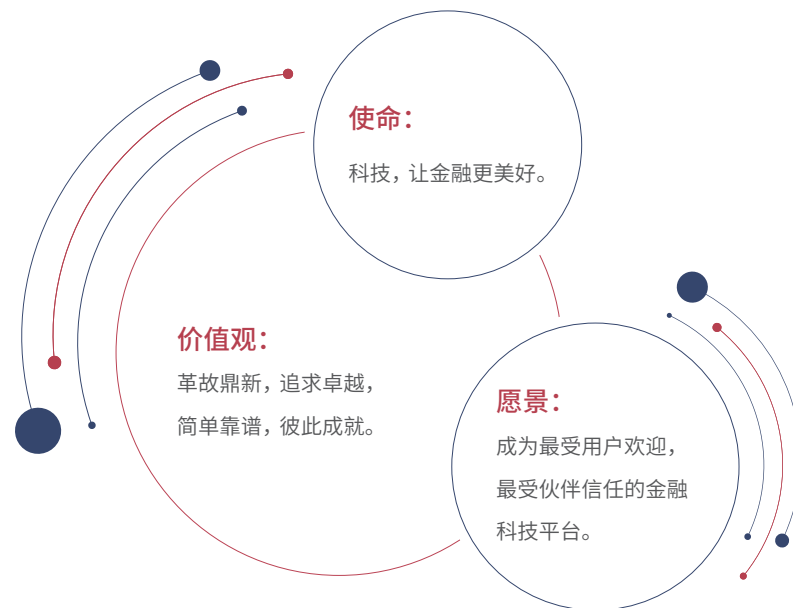 使命：
科技，让金融更美好。
价值观：
革故鼎新，追求卓越，
简单靠谱，彼此成就。
愿景：
成为最受用户欢迎，
最受伙伴信任的金融
科技平台。